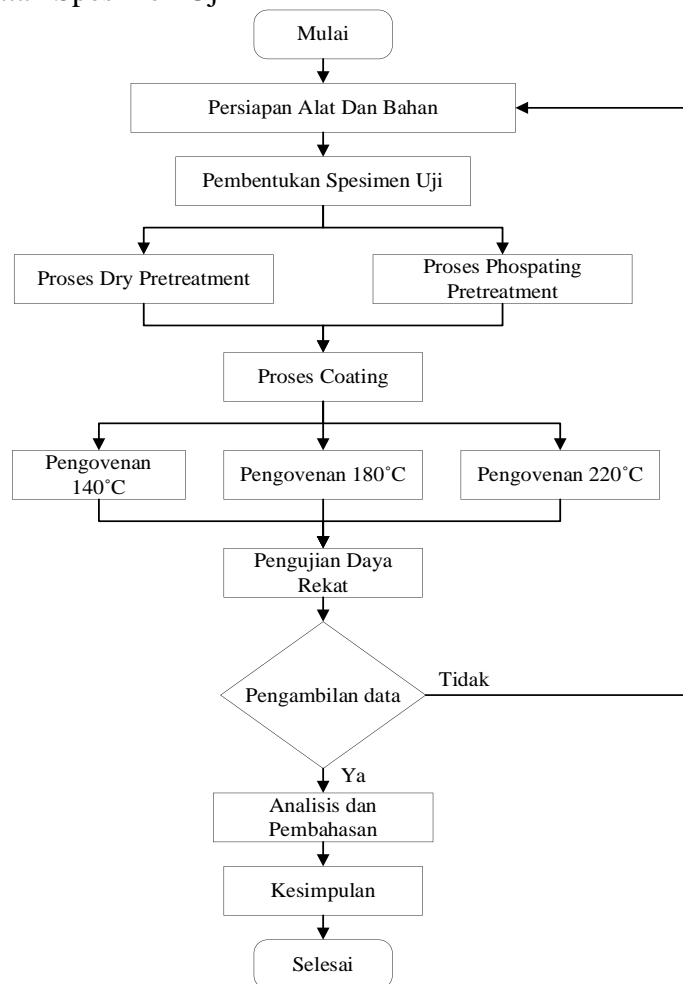 Mulai
Persiapan Alat Dan Bahan
Pembentukan Spesimen Uji
Proses Dry Pretreatment
Proses Phospating
Pretreatment
Proses Coating
Pengovenan
140˚C
Pengovenan 180˚C
Pengovenan 220˚C
Pengujian Daya
Rekat
Pengambilan data
Tidak
Ya
Analisis dan
Pembahasan
Kesimpulan
Selesai